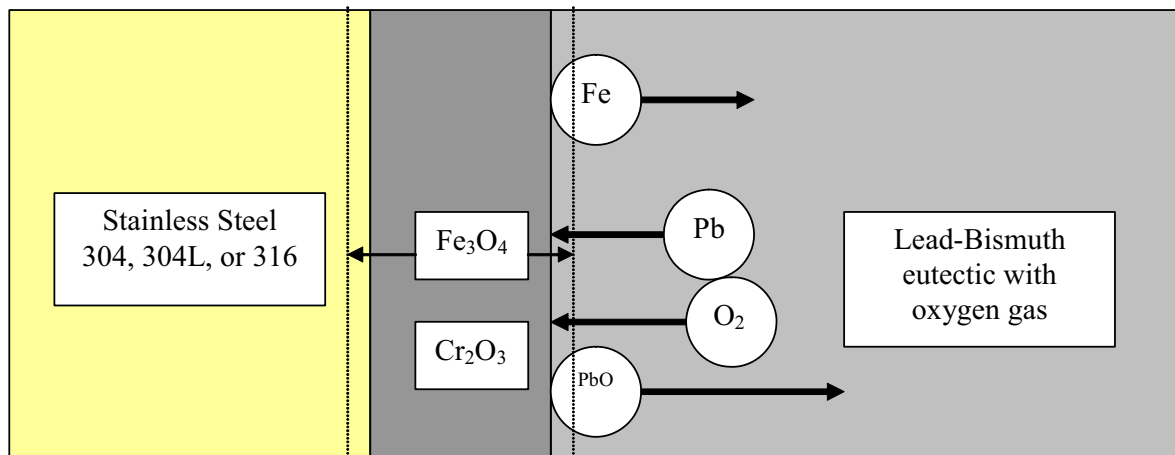 Fe
Stainless Steel
304, 304L, or 316
Fe₃O₄
Pb
Lead-Bismuth
eutectic with
oxygen gas
O₂
Cr₂O₃
PbO